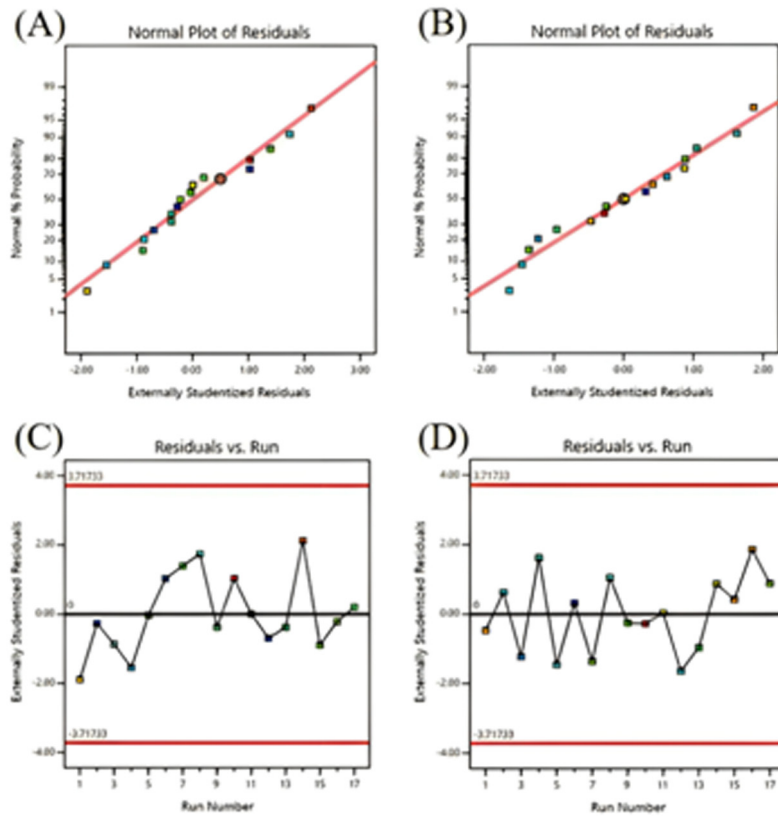 (A)
Normal Plot of Residuals
Normal % Probability
99
95
90
80
70
50
30
20
10
5
1
-2.00 -1.00 0.00 1.00 2.00 3.00
Externally Studentized Residuals
(B)
Normal Plot of Residuals
Normal % Probability
99
95
90
80
70
50
30
20
10
5
1
-2.00 -1.00 0.00 1.00 2.00
Externally Studentized Residuals
(C)
Residuals vs. Run
Externally Studentized Residuals
4.00
3.71733
2.00
0
0.00
-2.00
-3.71733
-4.00
1 3 5 7 9 11 13 15 17
Run Number
(D)
Residuals vs. Run
Externally Studentized Residuals
4.00
3.71733
2.00
0
0.00
-2.00
-3.71733
-4.00
1 3 5 7 9 11 13 15 17
Run Number